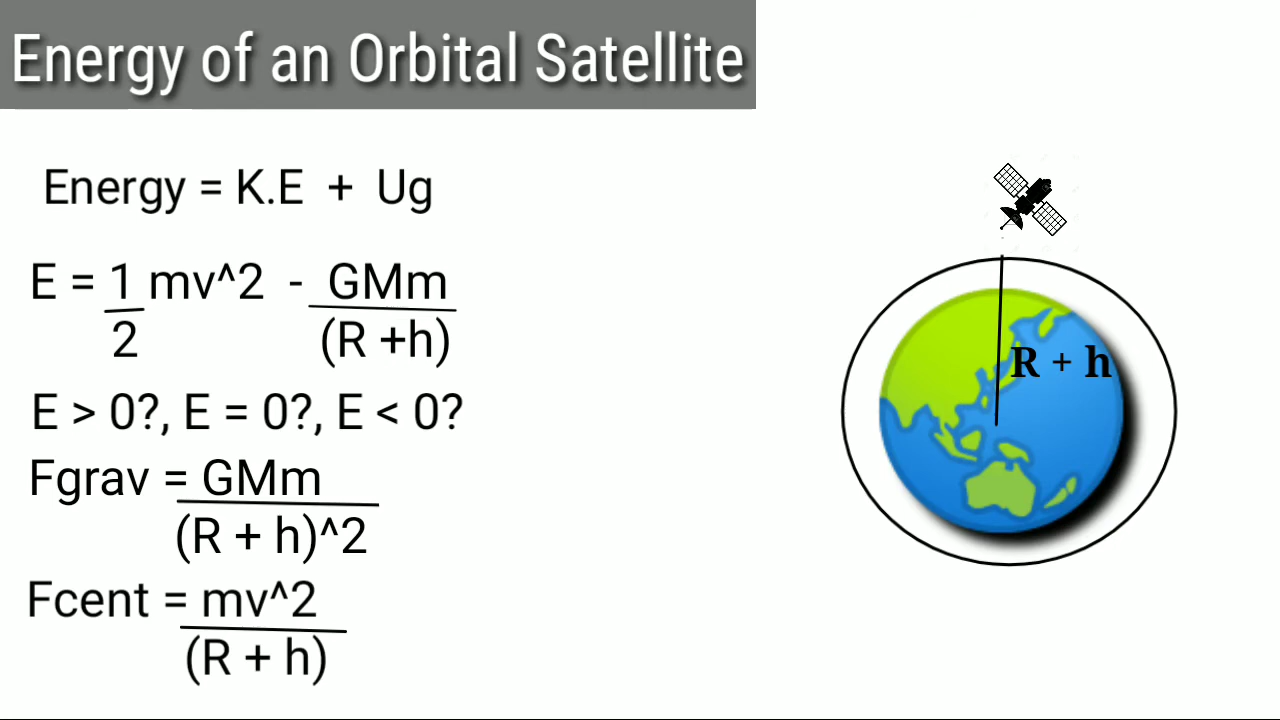 Energy of an Orbital Satellite
Energy = K.E + Ug
E = 1 mv^2 - GMm
2 (R +h)
E > 0?, E = 0?, E < 0?
Fgrav = GMm
(R + h)^2
Fcent = mv^2
(R + h)
R + h